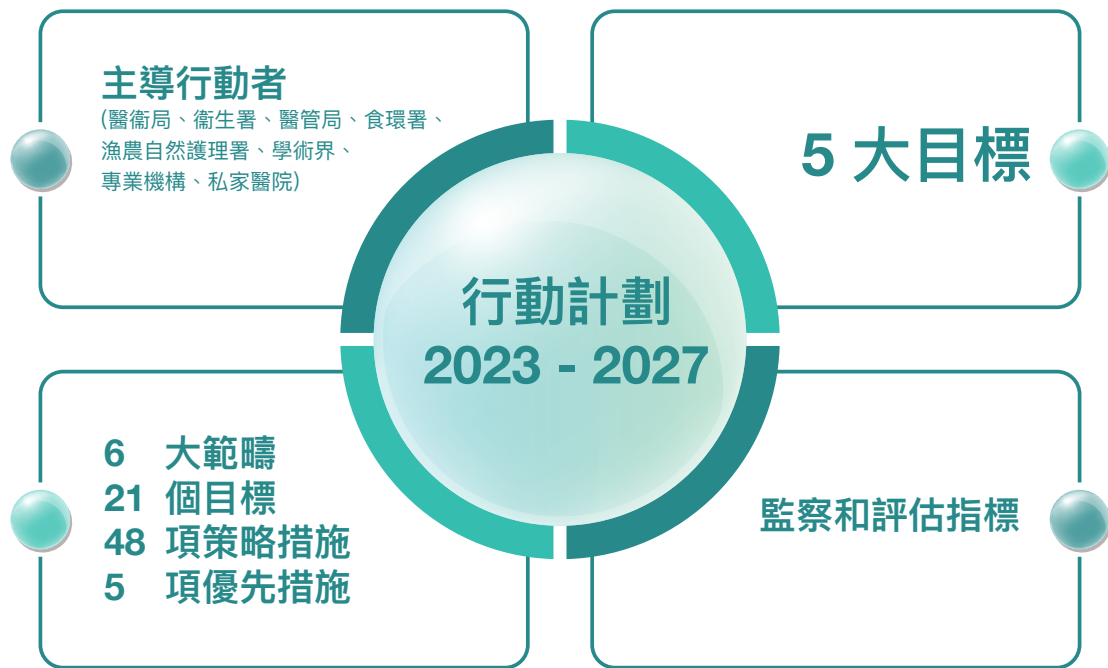 主導行動者
(醫衞局、衞生署、醫管局、食環署、
漁農自然護理署、學術界、
專業機構、私家醫院)
5 大目標
行動計劃
2023 - 2027
6 大範疇
21 個目標
48 項策略措施
5 項優先措施
監察和評估指標